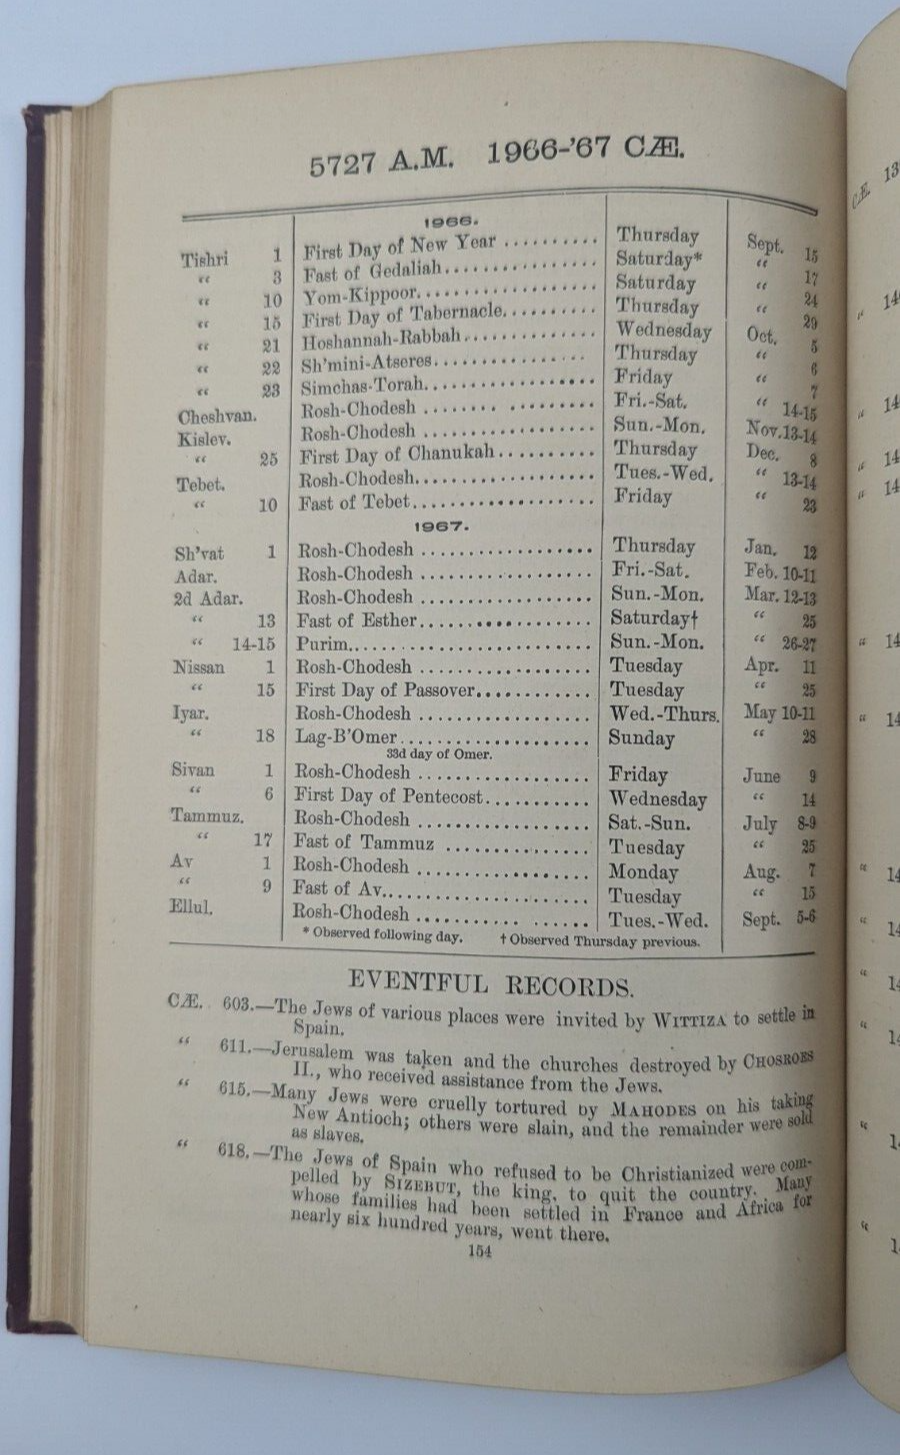 5727 A.M. 1966-'67 CÆ.
1966.
Tishri 1 First Day of New Year .......... Thursday Sept. 15
“ 3 Fast of Gedaliah................ Saturday* “ 17
“ 10 Yom-Kippoor.................. Saturday “ 24
“ 15 First Day of Tabernacle.......... Thursday “ 29
“ 21 Hoshannah-Rabbah.............. Wednesday Oct. 5
“ 22 Sh'mini-Atseres................ Thursday “ 6
“ 23 Simchas-Torah.................. Friday “ 7
Cheshvan. Rosh-Chodesh ........ ......... Fri.-Sat. “ 14-15
Kislev. Rosh-Chodesh .................. Sun.-Mon. Nov. 13-14
“ 25 First Day of Chanukah.......... Thursday Dec. 8
Tebet. Rosh-Chodesh................... Tues.-Wed. “ 13-14
“ 10 Fast of Tebet................... Friday “ 23
1967.
Sh'vat 1 Rosh-Chodesh .................. Thursday Jan. 12
Adar. Rosh-Chodesh .................. Fri.-Sat. Feb. 10-11
2d Adar. Rosh-Chodesh .................. Sun.-Mon. Mar. 12-13
“ 13 Fast of Esther.................. Saturday† “ 25
“ 14-15 Purim......................... Sun.-Mon. “ 26-27
Nissan 1 Rosh-Chodesh .................. Tuesday Apr. 11
“ 15 First Day of Passover............ Tuesday “ 25
Iyar. Rosh-Chodesh .................. Wed.-Thurs. May 10-11
“ 18 Lag-B'Omer.................... Sunday “ 28
33d day of Omer.
Sivan 1 Rosh-Chodesh .................. Friday June 9
“ 6 First Day of Pentecost........... Wednesday “ 14
Tammuz. Rosh-Chodesh .................. Sat.-Sun. July 8-9
“ 17 Fast of Tammuz ............... Tuesday “ 25
Av 1 Rosh-Chodesh .................. Monday Aug. 7
“ 9 Fast of Av...................... Tuesday “ 15
Ellul. Rosh-Chodesh ........... ...... Tues.-Wed. Sept. 5-6
* Observed following day. † Observed Thursday previous.
EVENTFUL RECORDS.
CÆ. 603.—The Jews of various places were invited by WITTIZA to settle in
Spain.
“ 611.—Jerusalem was taken and the churches destroyed by CHOSROES
II., who received assistance from the Jews.
“ 615.—Many Jews were cruelly tortured by MAHODES on his taking
New Antioch; others were slain, and the remainder were sold
as slaves.
“ 618.—The Jews of Spain who refused to be Christianized were com-
pelled by SIZEBUT, the king, to quit the country. Many
whose families had been settled in France and Africa for
nearly six hundred years, went there.
154